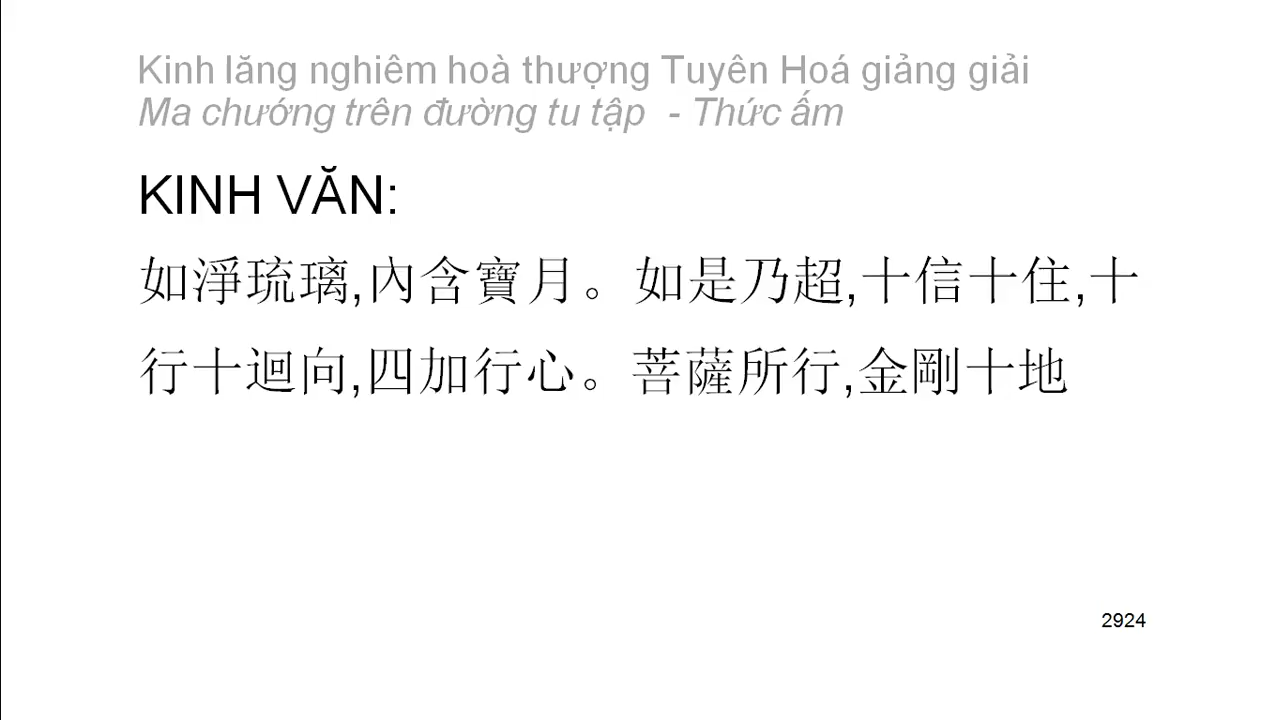 Kinh lăng nghiêm hoà thượng Tuyên Hoá giảng giải
Ma chướng trên đường tu tập - Thức ấm
KINH VĂN:
如淨琉璃,內含寶月。如是乃超,十信十住,十
行十迴向,四加行心。菩薩所行,金剛十地
2924